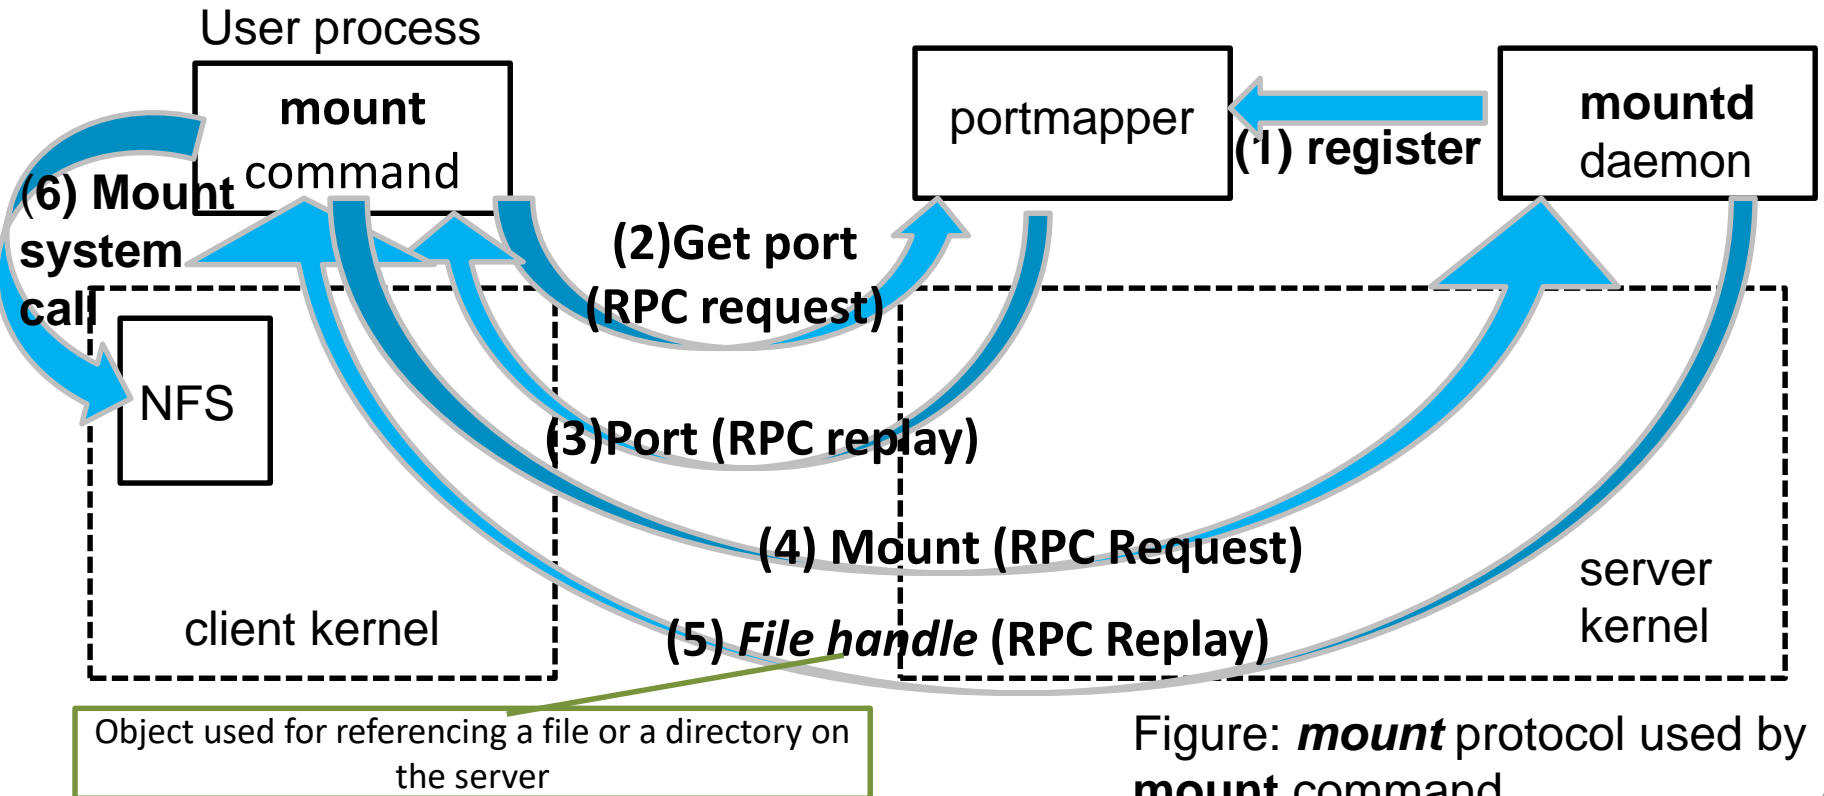 User process
mount
command
portmapper
(1) register
mountd
daemon
(6) Mount
system
call
(2)Get port
(RPC request)
NFS
(3)Port (RPC replay)
(4) Mount (RPC Request)
client kernel
(5) File handle (RPC Replay)
server
kernel
Object used for referencing a file or a directory on
the server
Figure: mount protocol used by
mount command